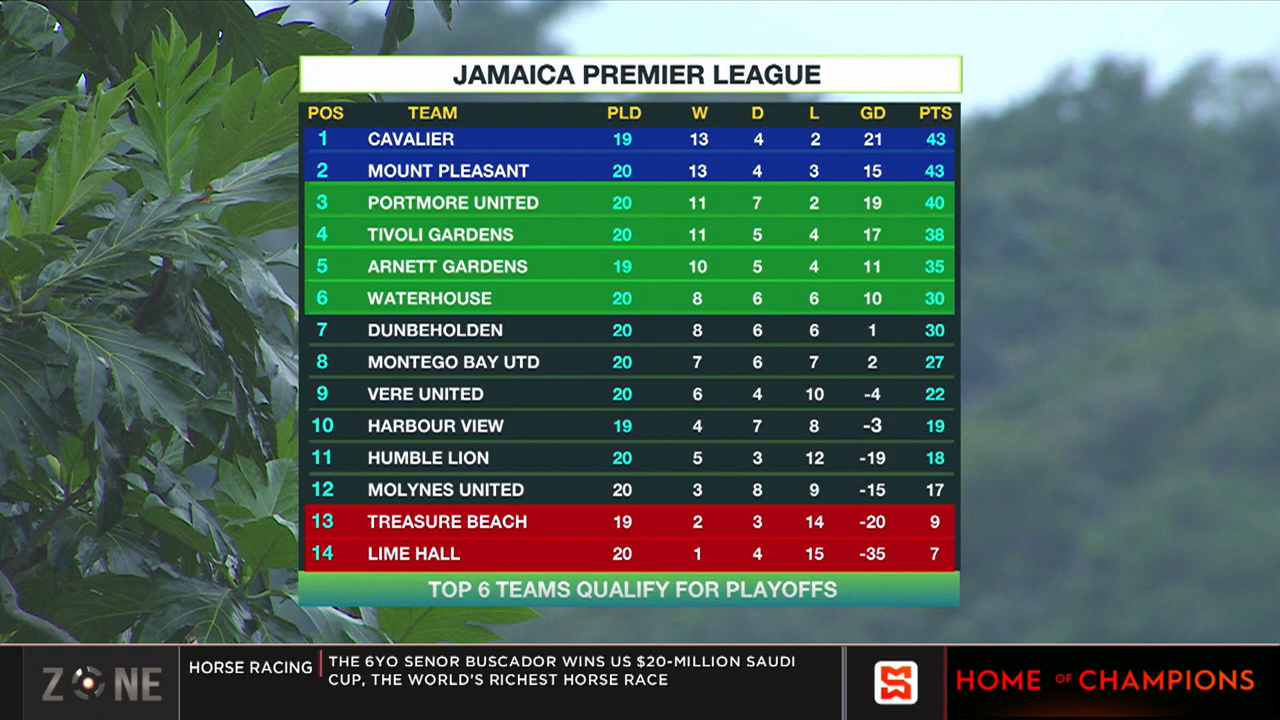 JAMAICA PREMIER LEAGUE
POS TEAM PLD W D L GD PTS
1 CAVALIER 19 13 4 2 21 43
2 MOUNT PLEASANT 20 13 4 3 15 43
3 PORTMORE UNITED 20 11 7 2 19 40
4 TIVOLI GARDENS 20 11 5 4 17 38
5 ARNETT GARDENS 19 10 5 4 11 35
6 WATERHOUSE 20 8 6 6 10 30
7 DUNBEHOLDEN 20 8 6 6 1 30
8 MONTEGO BAY UTD 20 7 6 7 2 27
9 VERE UNITED 20 6 4 10 -4 22
10 HARBOUR VIEW 19 4 7 8 -3 19
11 HUMBLE LION 20 5 3 12 -19 18
12 MOLYNES UNITED 20 3 8 9 -15 17
13 TREASURE BEACH 19 2 3 14 -20 9
14 LIME HALL 20 1 4 15 -35 7
TOP 6 TEAMS QUALIFY FOR PLAYOFFS
ZONE
HORSE RACING
THE 6YO SENOR BUSCADOR WINS US $20-MILLION SAUDI
CUP, THE WORLD'S RICHEST HORSE RACE
HOME OF CHAMPIONS